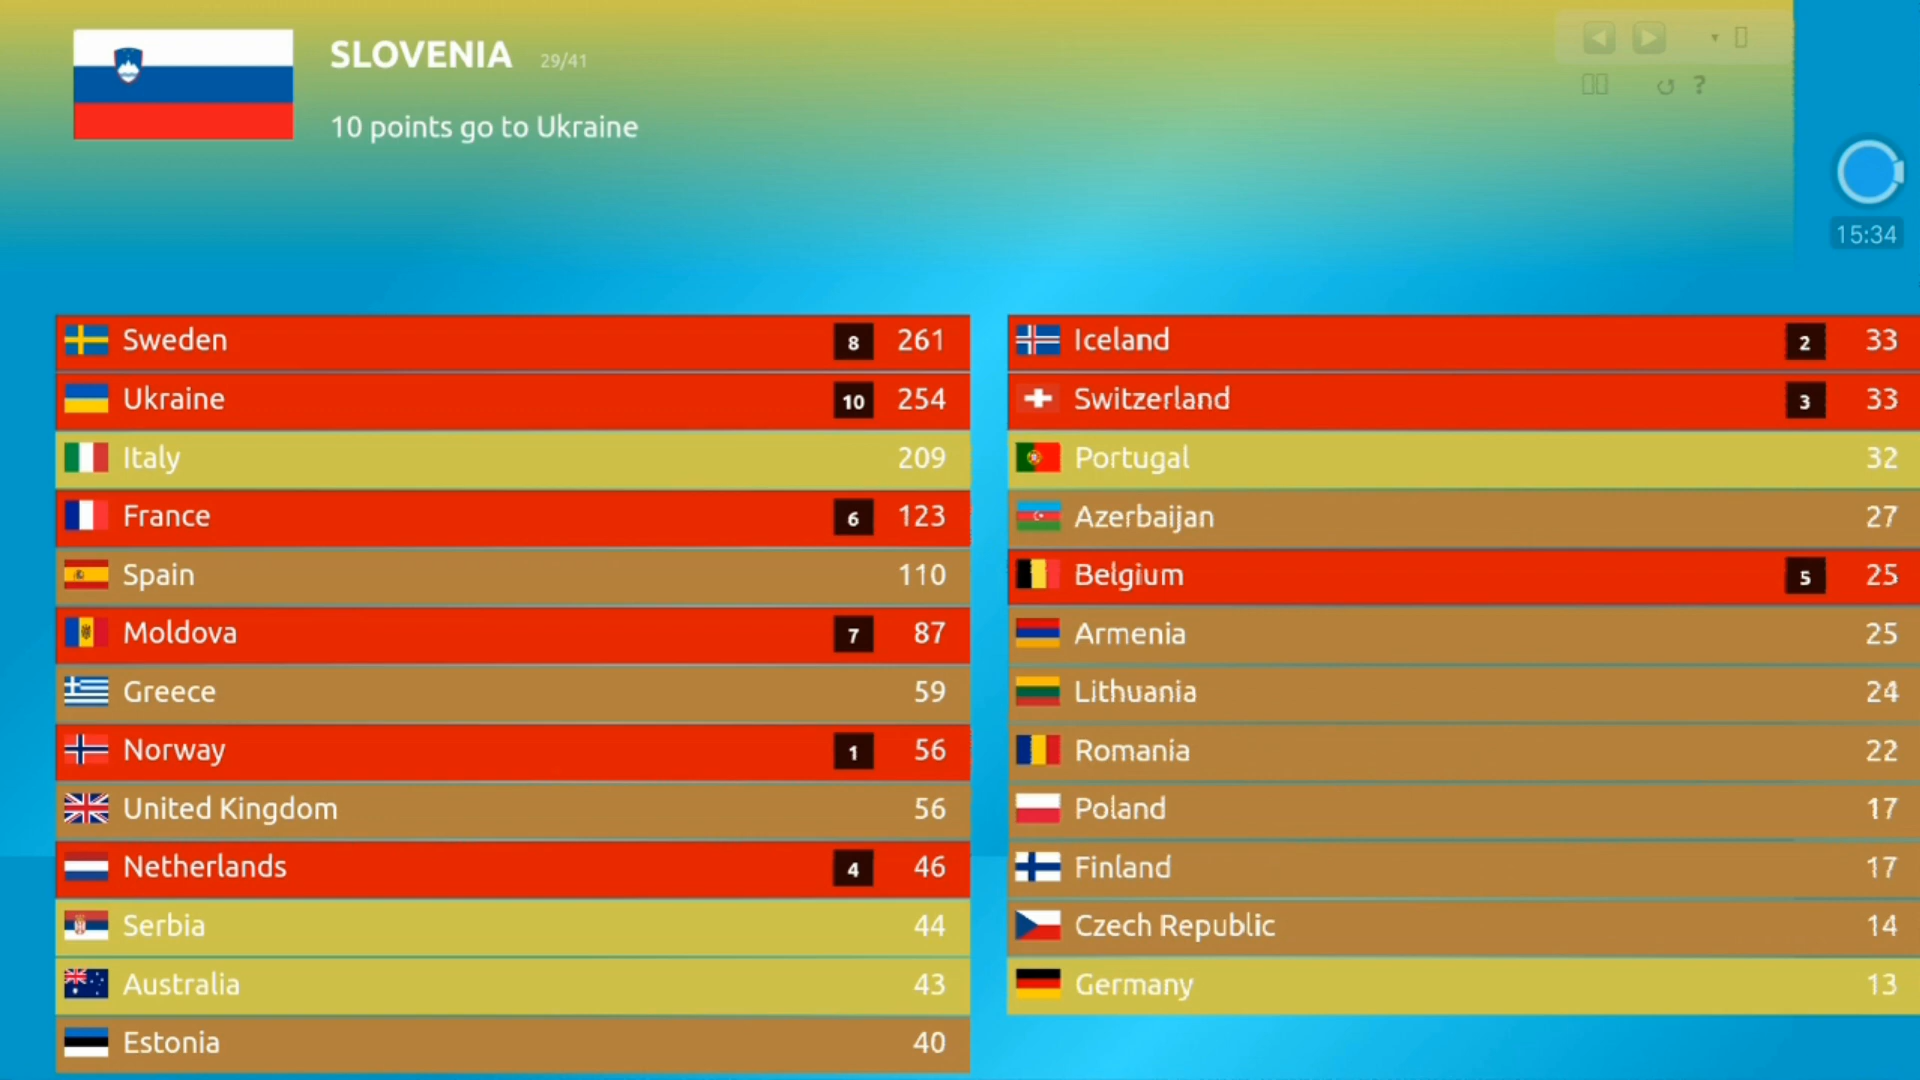 SLOVENIA 29/41
10 points go to Ukraine
?
15:34
Sweden 8 261
Ukraine 10 254
Italy 209
France 6 123
Spain 110
Moldova 7 87
Greece 59
Norway 1 56
United Kingdom 56
Netherlands 4 46
Serbia 44
Australia 43
Estonia 40
Iceland 2 33
Switzerland 3 33
Portugal 32
Azerbaijan 27
Belgium 5 25
Armenia 25
Lithuania 24
Romania 22
Poland 17
Finland 17
Czech Republic 14
Germany 13